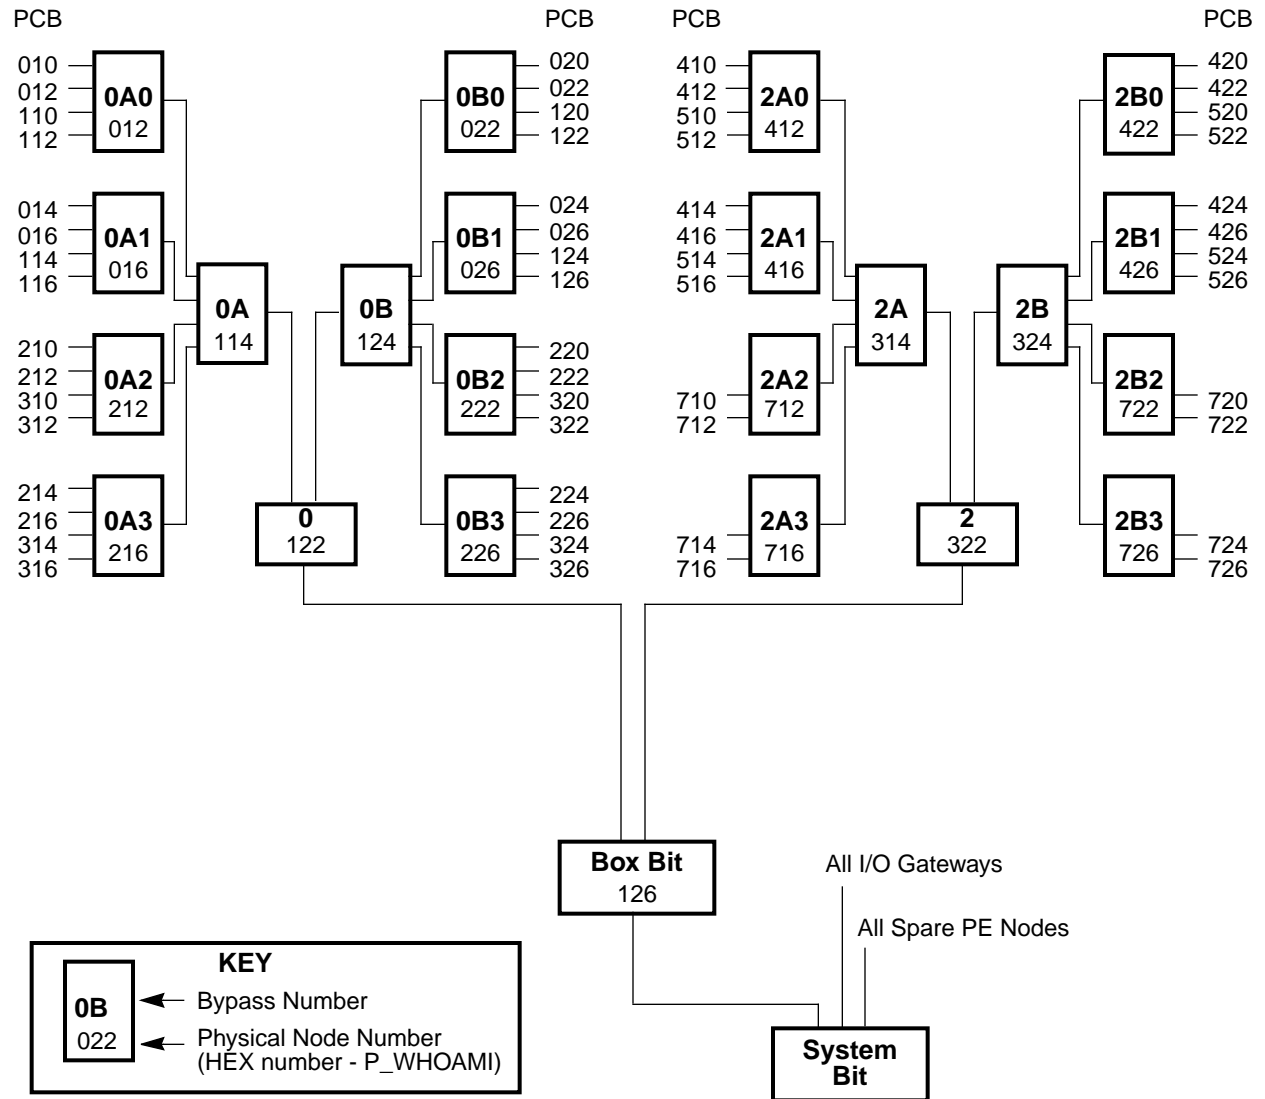 PCB PCB PCB PCB
010
012
110
112
0A0
012
0B0
022
020
022
120
122
410
412
510
512
2A0
412
2B0
422
420
422
520
522
014
016
114
116
0A1
016
0B1
026
024
026
124
126
414
416
514
516
2A1
416
2B1
426
424
426
524
526
0A
114
0B
124
2A
314
2B
324
210
212
310
312
0A2
212
0B2
222
220
222
320
322
710
712
2A2
712
2B2
722
720
722
214
216
314
316
0A3
216
0
122
0B3
226
224
226
324
326
714
716
2A3
716
2
322
2B3
726
724
726
Box Bit
126
All I/O Gateways
All Spare PE Nodes
System
Bit
KEY
0B
022
Bypass Number
Physical Node Number
(HEX number - P_WHOAMI)